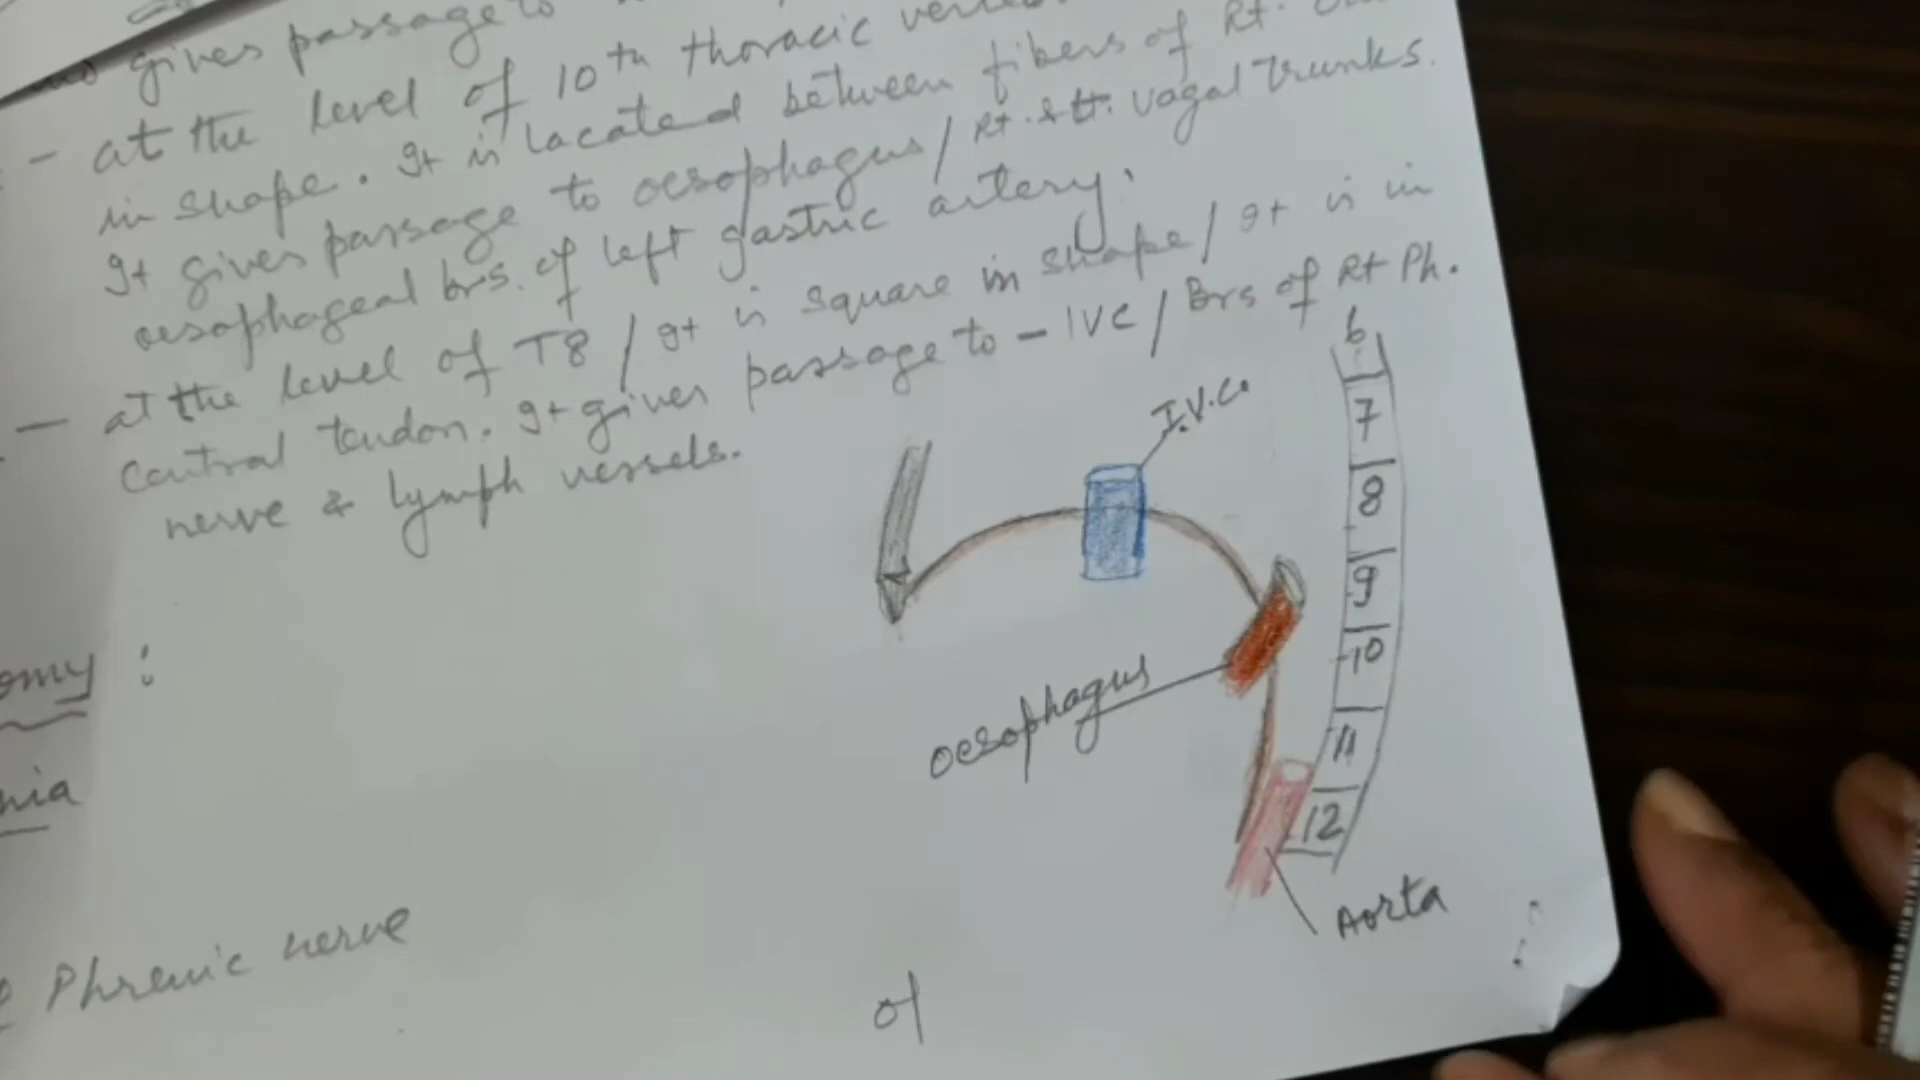 gives passage to
- at the level of 10th thoracic
in shape. It is lacated between fibers of Rt.
It gives passage to oesophagus/ Rt. & Lt. vagal trunks.
oesophageal brs. of left gastric artery.
- at the level of T8 / It is square in shape/ It is in
Central tendon. It gives passage to - IVC / Brs of Rt Ph.
nerve & lymph vessels.
6
7
I.V.C.
8
9
10
omy :
oesophagus
11
nia
12
Aorta
Phrenic nerve
of